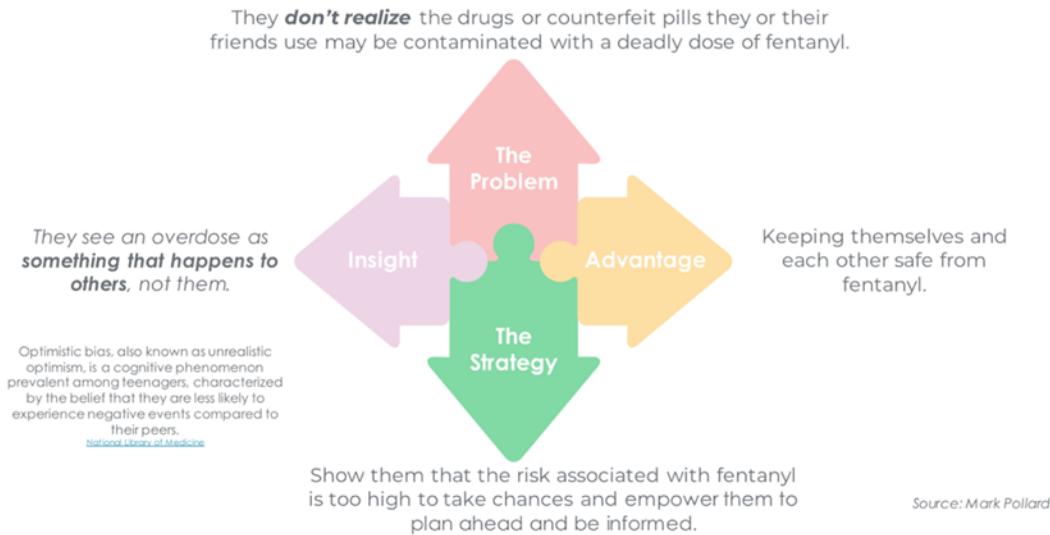 They don't realize the drugs or counterfeit pills they or their
friends use may be contaminated with a deadly dose of fentanyl.
The
Problem
They see an overdose as
something that happens to
others, not them.
Insight
Advantage
Keeping themselves and
each other safe from
fentanyl.
Optimistic bias, also known as unrealistic
optimism, is a cognitive phenomenon
prevalent among teenagers, characterized
by the belief that they are less likely to
experience negative events compared to
their peers.
National Library of Medicine
The
Strategy
Show them that the risk associated with fentanyl
is too high to take chances and empower them to
plan ahead and be informed.
Source: Mark Pollard